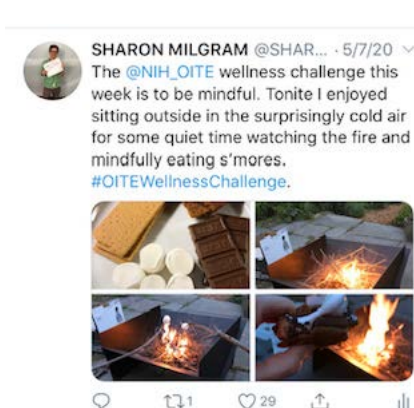 SHARON MILGRAM @SHAR... · 5/7/20
The @NIH_OITE wellness challenge this
week is to be mindful. Tonite I enjoyed
sitting outside in the surprisingly cold air
for some quiet time watching the fire and
mindfully eating s'mores.
#OITEWellnessChallenge.
1 29